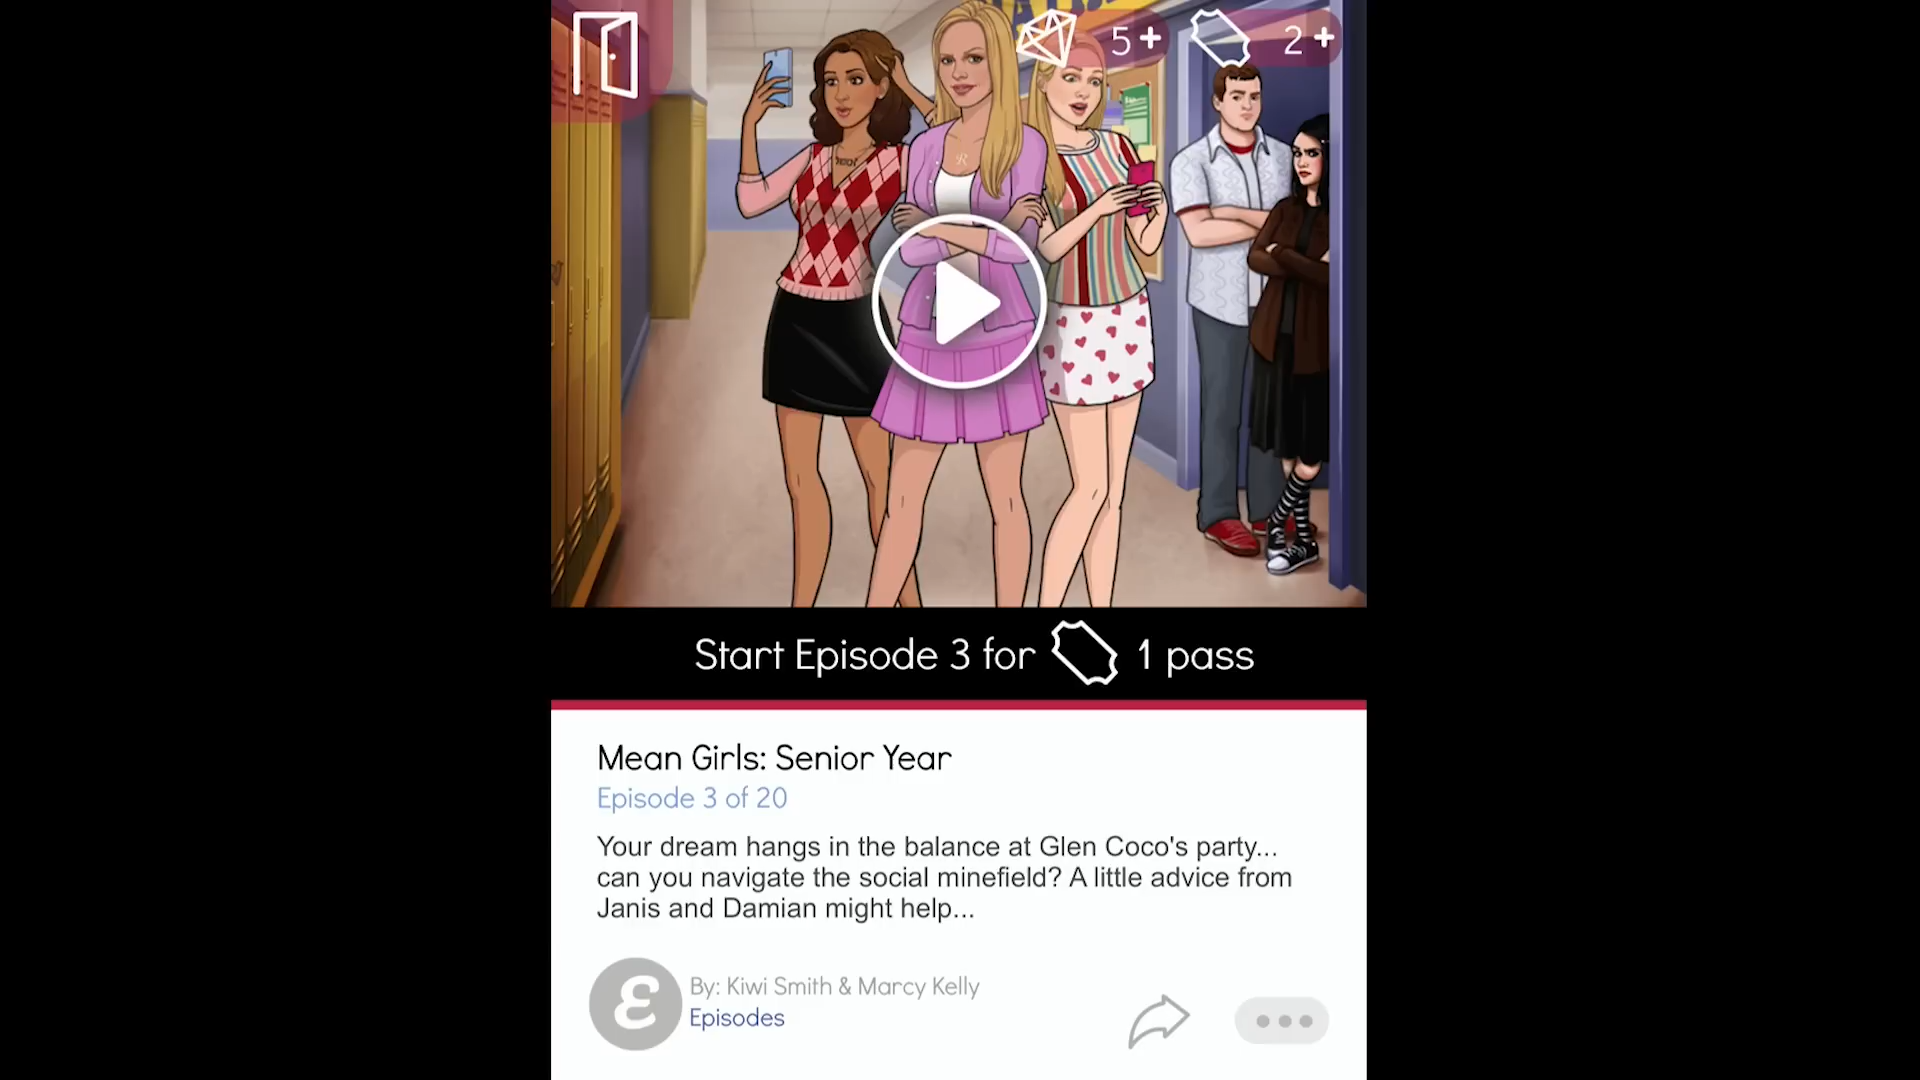 5+
2+
R
Start Episode 3 for 1 pass
Mean Girls: Senior Year
Episode 3 of 20
Your dream hangs in the balance at Glen Coco's party...
can you navigate the social minefield? A little advice from
Janis and Damian might help...
By: Kiwi Smith & Marcy Kelly
Episodes